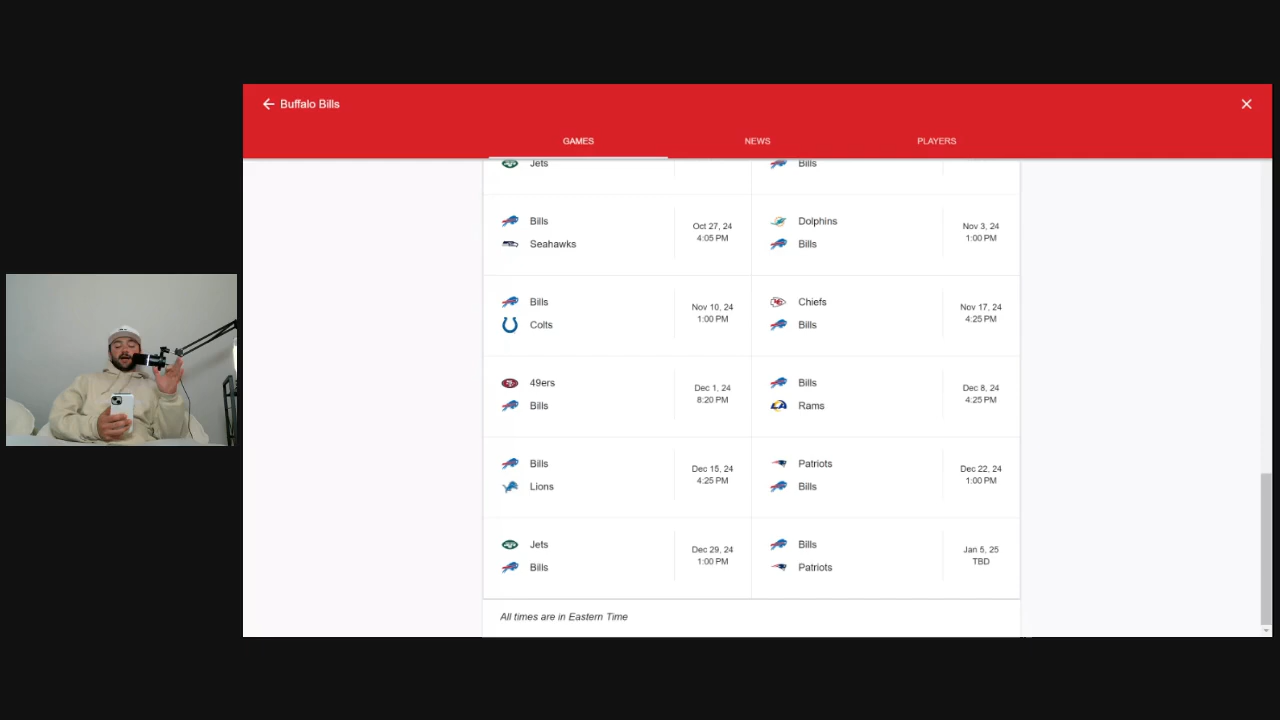 Buffalo Bills
GAMES
NEWS
PLAYERS
Jets
Bills
Bills
Seahawks
Oct 27, 24
4:05 PM
Dolphins
Bills
Nov 3, 24
1:00 PM
Bills
Colts
Nov 10, 24
1:00 PM
Chiefs
Bills
Nov 17, 24
4:25 PM
49ers
Bills
Dec 1, 24
8:20 PM
Bills
Rams
Dec 8, 24
4:25 PM
Bills
Lions
Dec 15, 24
4:25 PM
Patriots
Bills
Dec 22, 24
1:00 PM
Jets
Bills
Dec 29, 24
1:00 PM
Bills
Patriots
Jan 5, 25
TBD
All times are in Eastern Time